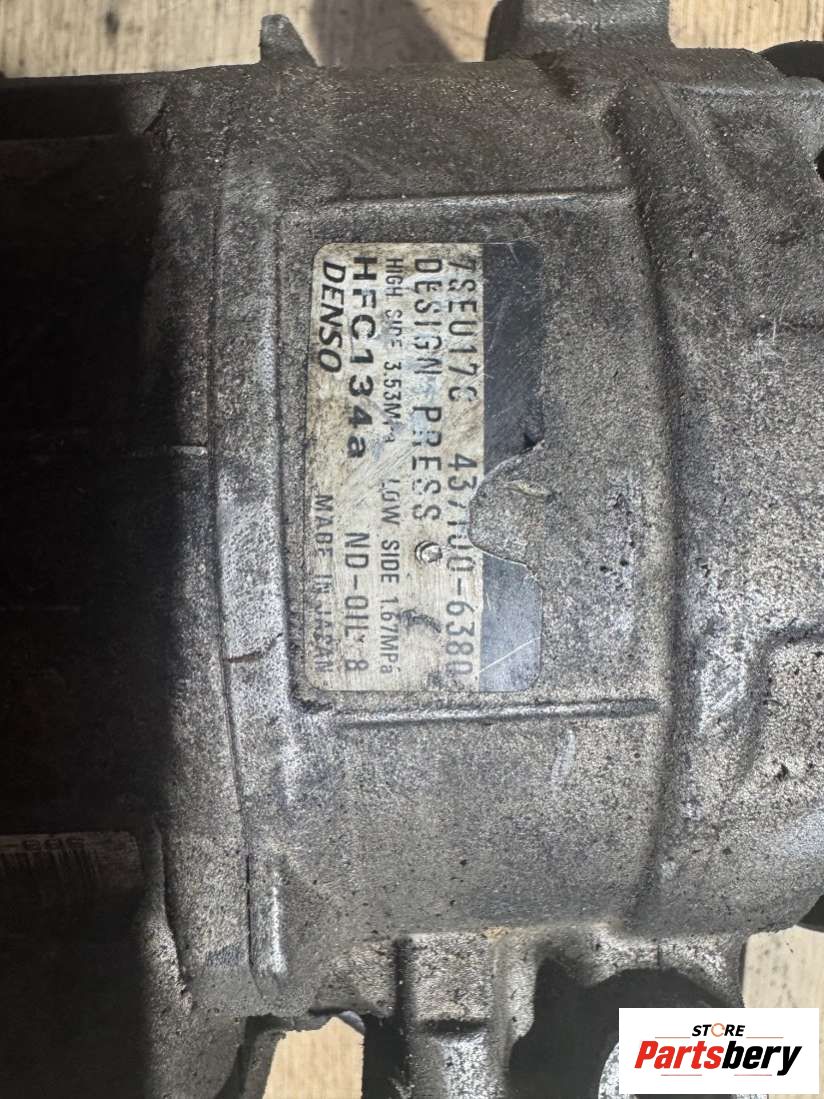 7SEU17C 437100-6380
DESIGN PRESS
HIGH SIDE 3.53MPa LOW SIDE 1.67MPa
HFC134a ND-OIL 8
DENSO MADE IN JAPAN
STORE
Partsbery